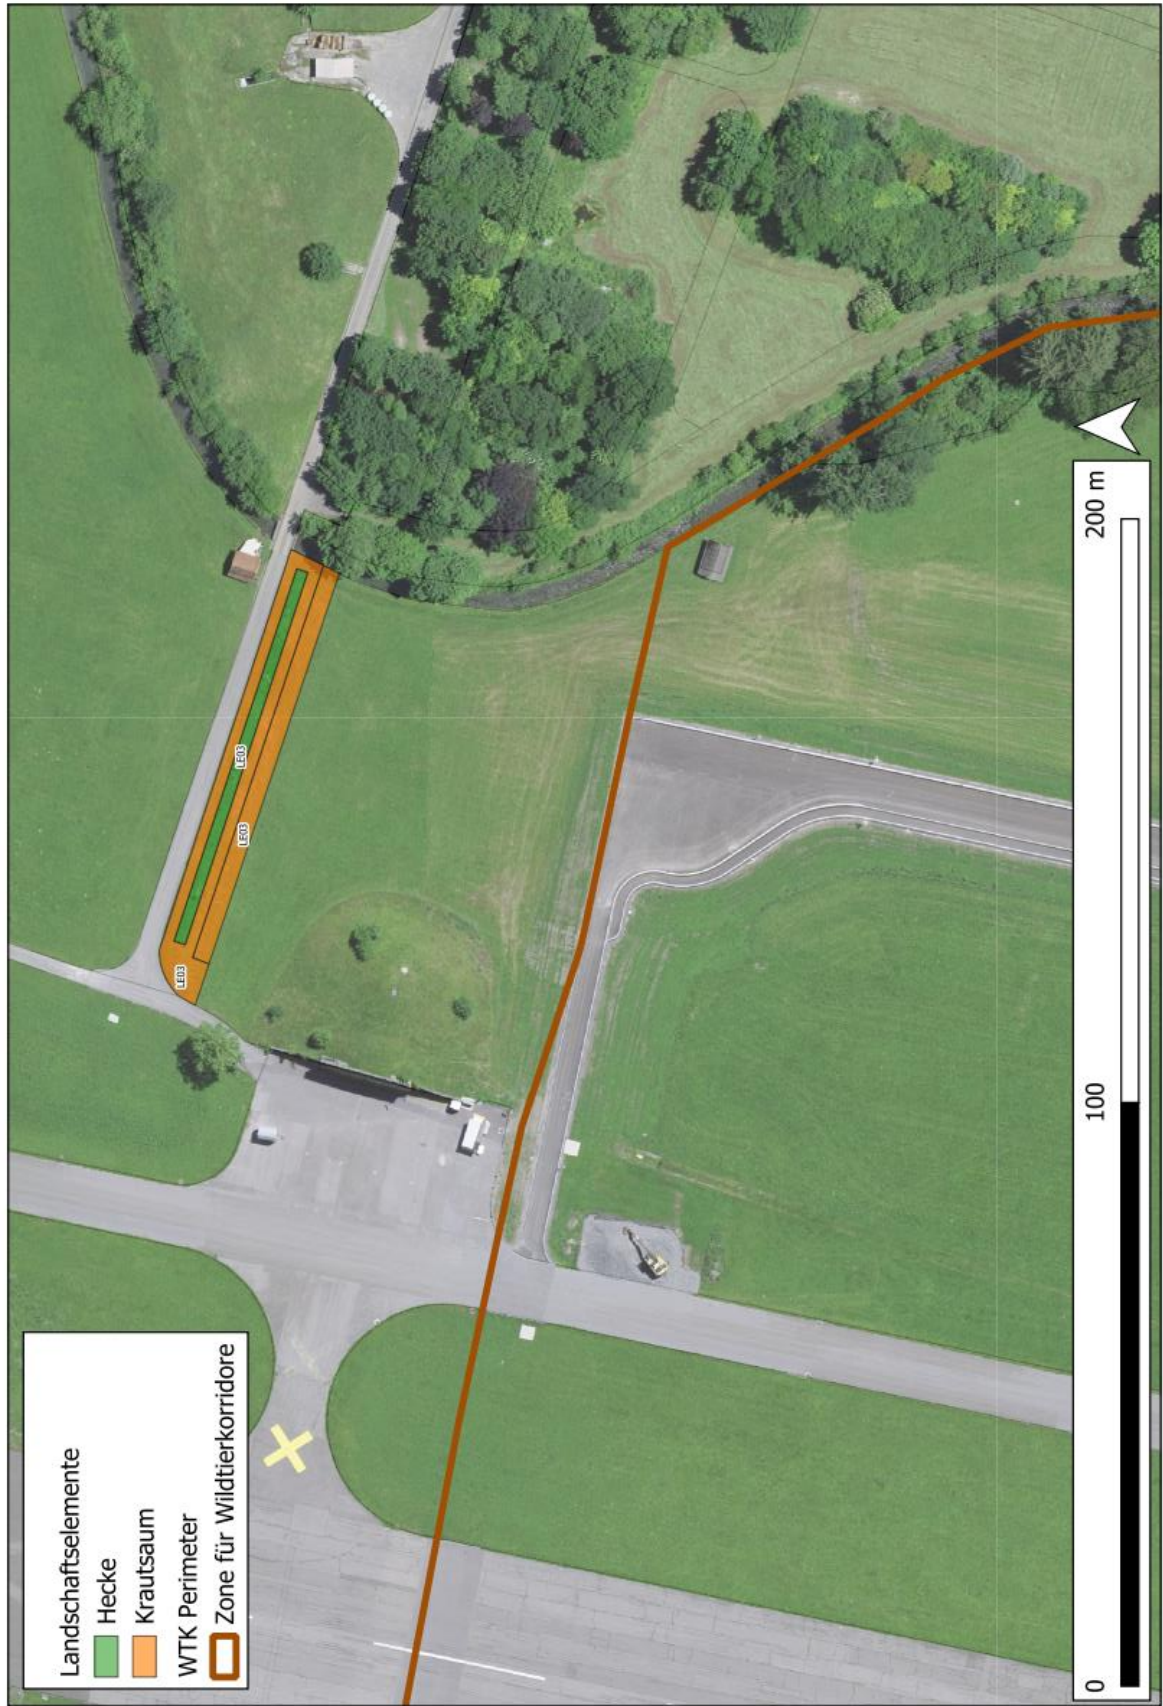 Landschaftselemente
Hecke
Krautsaum
WTK Perimeter
Zone für Wildtierkorridore
LE03
LE03
LE03
0 100 200 m